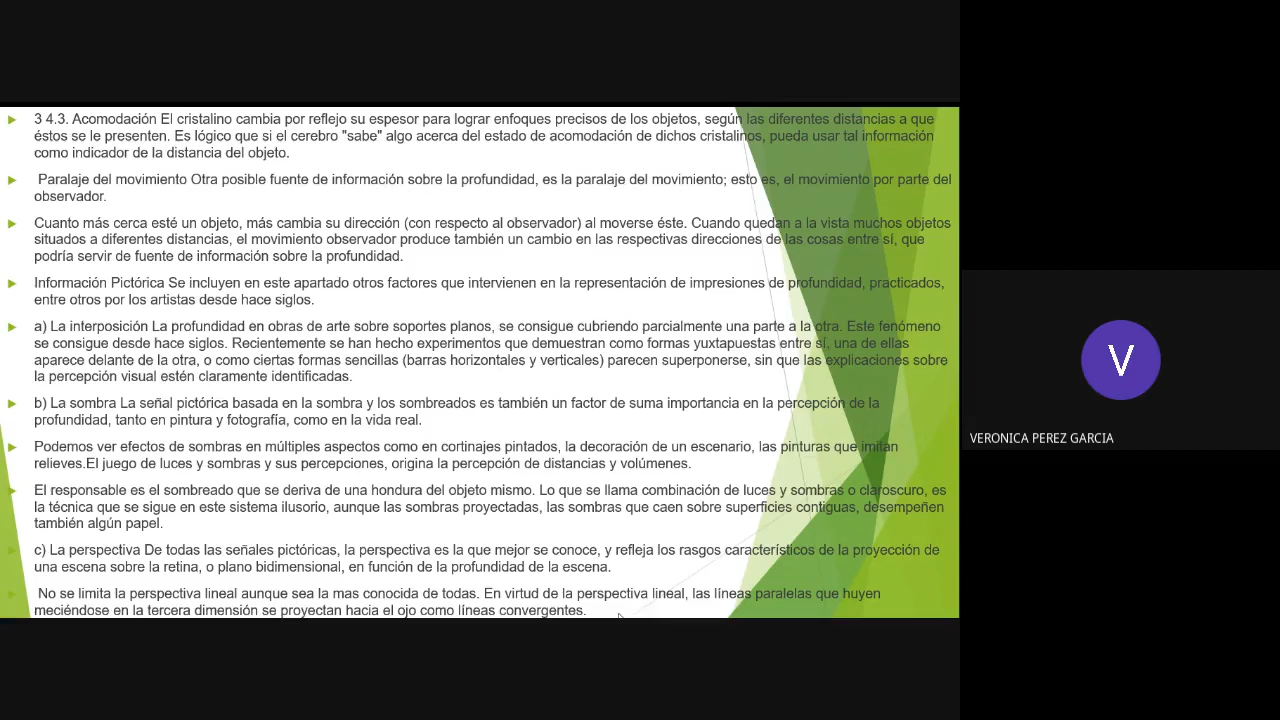 3 4.3. Acomodación El cristalino cambia por reflejo su espesor para lograr enfoques precisos de los objetos, según las diferentes distancias a que
éstos se le presenten. Es lógico que si el cerebro "sabe" algo acerca del estado de acomodación de dichos cristalinos, pueda usar tal información
como indicador de la distancia del objeto.
Paralaje del movimiento Otra posible fuente de información sobre la profundidad, es la paralaje del movimiento; esto es, el movimiento por parte del
observador.
Cuanto más cerca esté un objeto, más cambia su dirección (con respecto al observador) al moverse éste. Cuando quedan a la vista muchos objetos
situados a diferentes distancias, el movimiento observador produce también un cambio en las respectivas direcciones de las cosas entre sí, que
podría servir de fuente de información sobre la profundidad.
Información Pictórica Se incluyen en este apartado otros factores que intervienen en la representación de impresiones de profundidad, practicados,
entre otros por los artistas desde hace siglos.
a) La interposición La profundidad en obras de arte sobre soportes planos, se consigue cubriendo parcialmente una parte a la otra. Este fenómeno
se consigue desde hace siglos. Recientemente se han hecho experimentos que demuestran como formas yuxtapuestas entre sí, una de ellas
aparece delante de la otra, o como ciertas formas sencillas (barras horizontales y verticales) parecen superponerse, sin que las explicaciones sobre
la percepción visual estén claramente identificadas.
b) La sombra La señal pictórica basada en la sombra y los sombreados es también un factor de suma importancia en la percepción de la
profundidad, tanto en pintura y fotografía, como en la vida real.
Podemos ver efectos de sombras en múltiples aspectos como en cortinajes pintados, la decoración de un escenario, las pinturas que imitan
relieves.El juego de luces y sombras y sus percepciones, origina la percepción de distancias y volúmenes.
El responsable es el sombreado que se deriva de una hondura del objeto mismo. Lo que se llama combinación de luces y sombras o claroscuro, es
la técnica que se sigue en este sistema ilusorio, aunque las sombras proyectadas, las sombras que caen sobre superficies contiguas, desempeñen
también algún papel.
c) La perspectiva De todas las señales pictóricas, la perspectiva es la que mejor se conoce, y refleja los rasgos característicos de la proyección de
una escena sobre la retina, o plano bidimensional, en función de la profundidad de la escena.
No se limita la perspectiva lineal aunque sea la mas conocida de todas. En virtud de la perspectiva lineal, las líneas paralelas que huyen
meciéndose en la tercera dimensión se proyectan hacia el ojo como líneas convergentes.
V
VERONICA PEREZ GARCIA